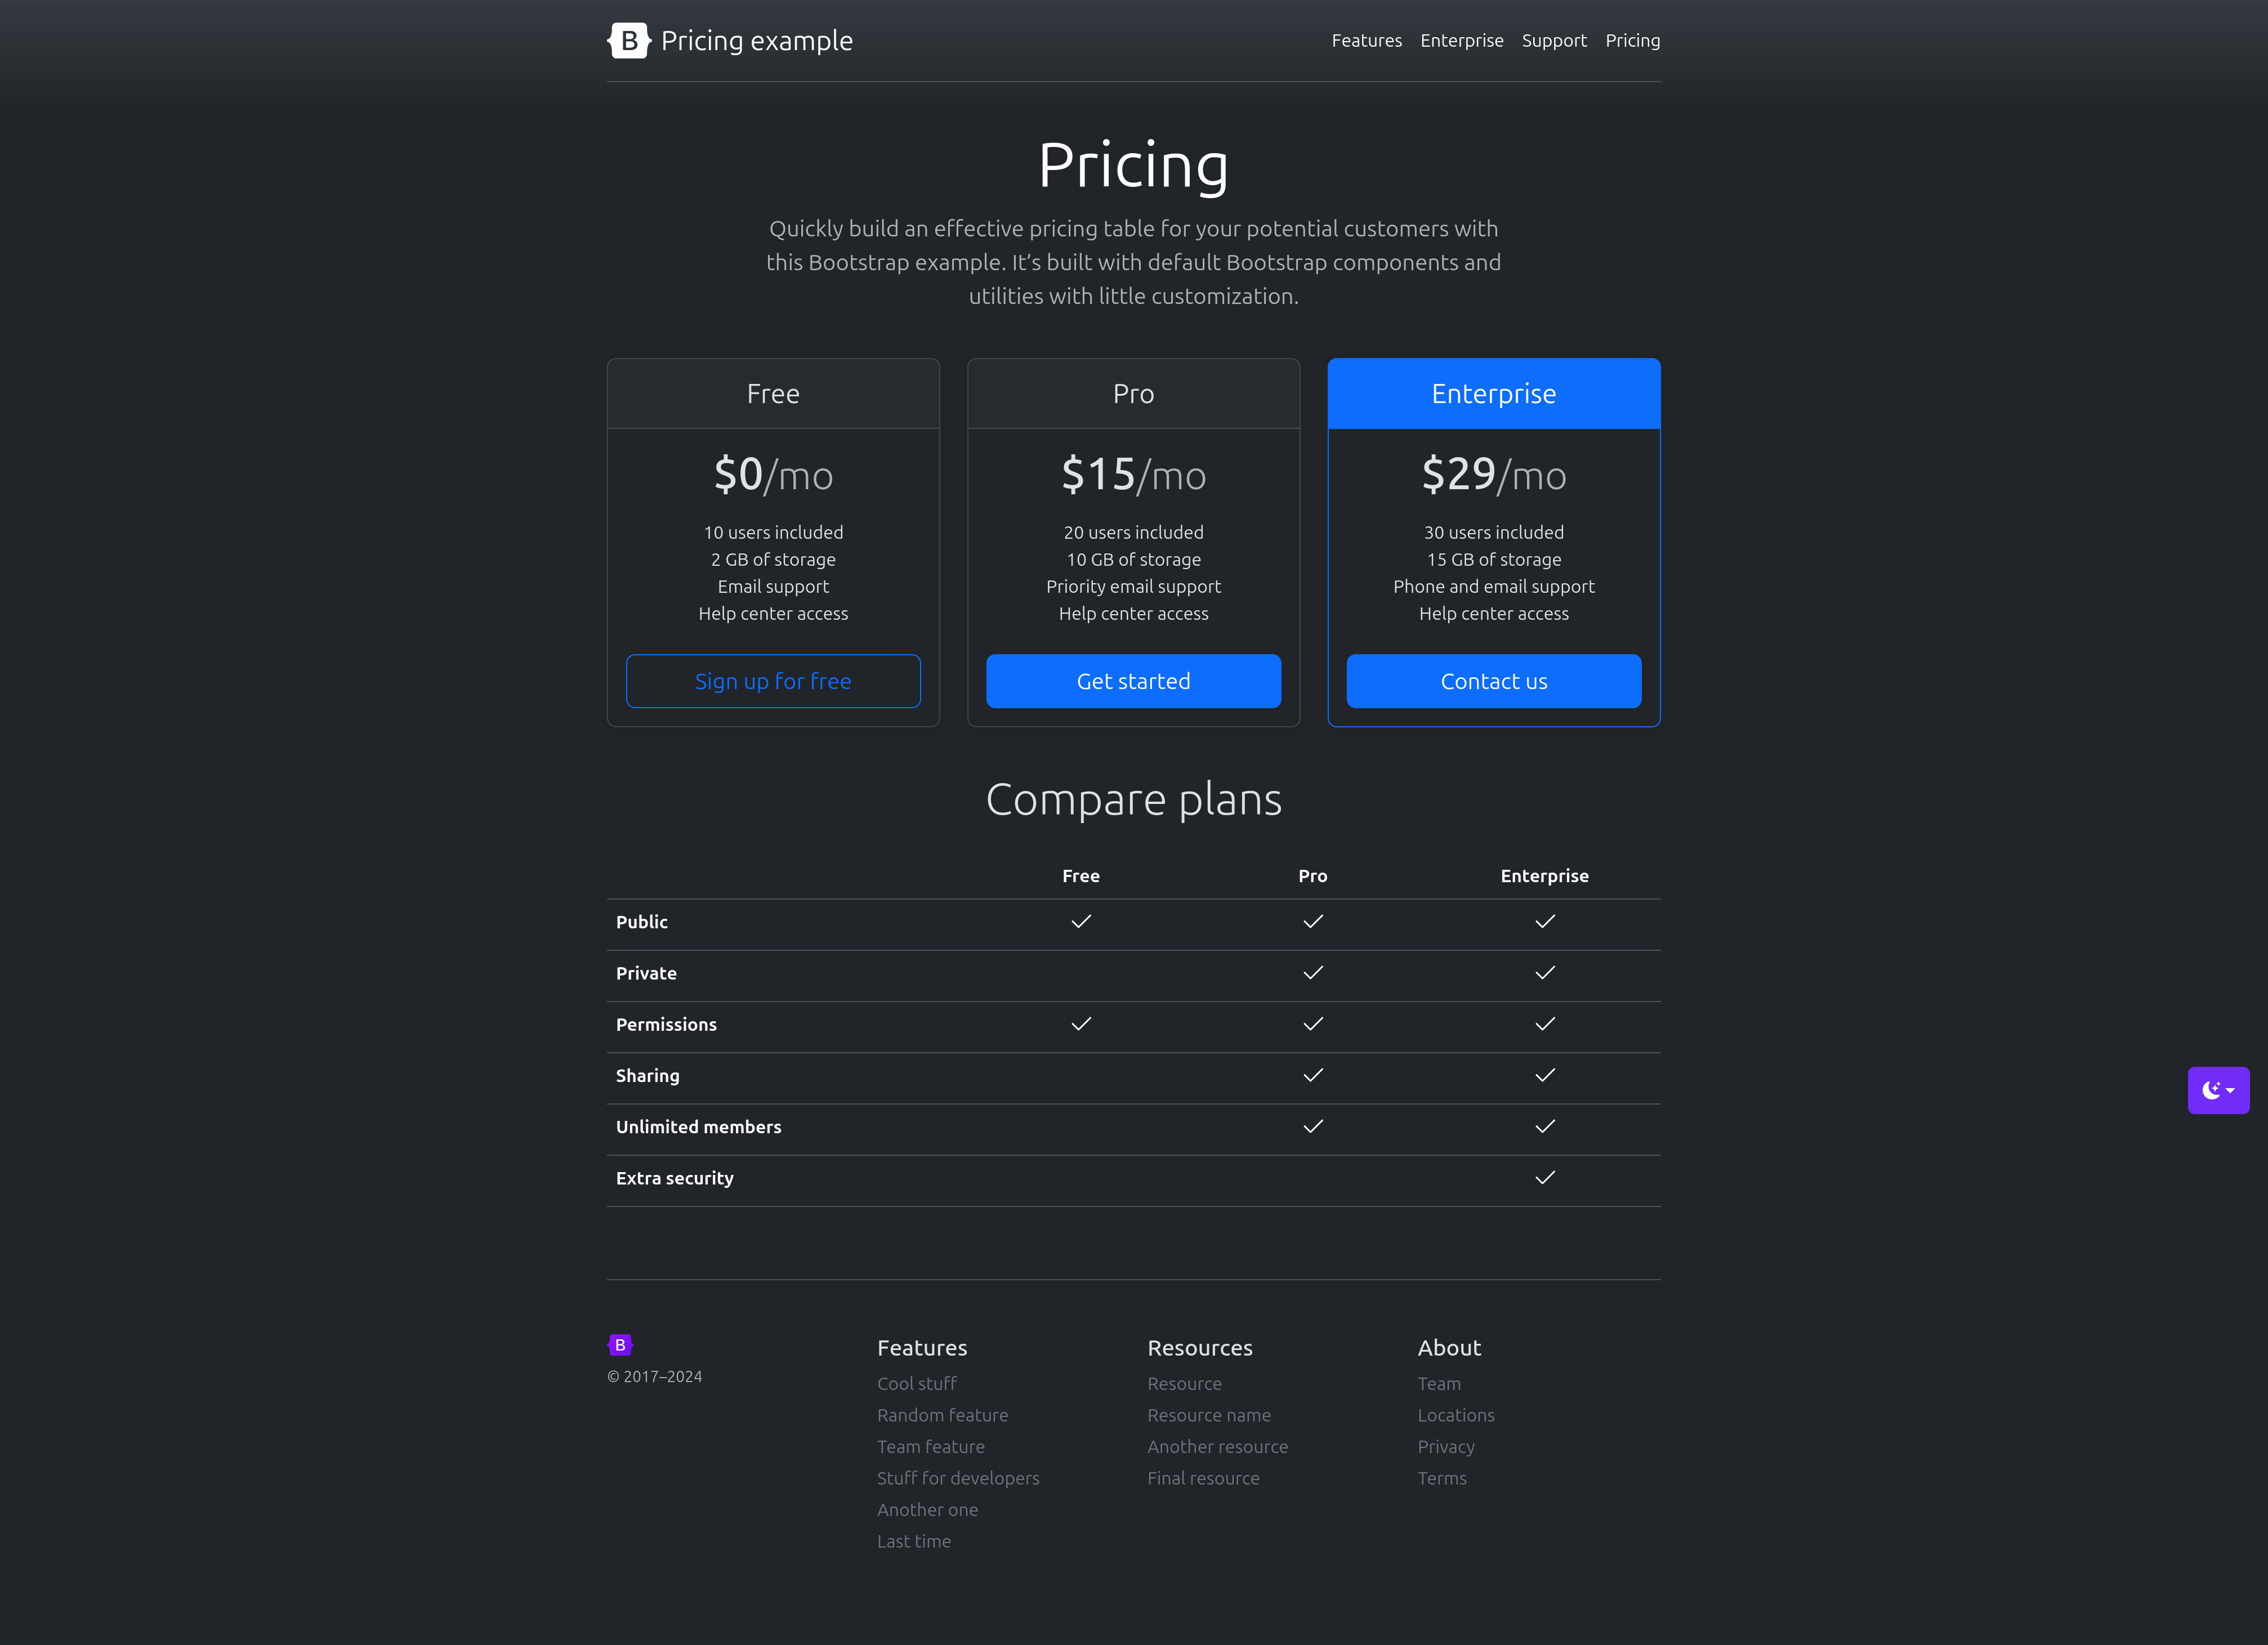 B Pricing example
Features Enterprise Support Pricing
Pricing
Quickly build an effective pricing table for your potential customers with
this Bootstrap example. It’s built with default Bootstrap components and
utilities with little customization.
Free
$0/mo
10 users included
2 GB of storage
Email support
Help center access
Sign up for free
Pro
$15/mo
20 users included
10 GB of storage
Priority email support
Help center access
Get started
Enterprise
$29/mo
30 users included
15 GB of storage
Phone and email support
Help center access
Contact us
Compare plans
Free Pro Enterprise
Public
Private
Permissions
Sharing
Unlimited members
Extra security
B
© 2017–2024
Features
Cool stuff
Random feature
Team feature
Stuff for developers
Another one
Last time
Resources
Resource
Resource name
Another resource
Final resource
About
Team
Locations
Privacy
Terms